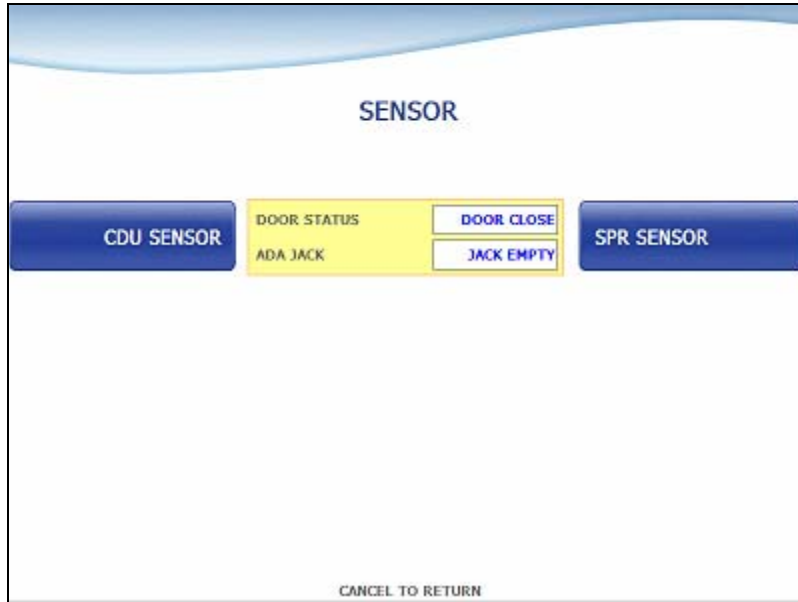 SENSOR
CDU SENSOR
DOOR STATUS DOOR CLOSE
ADA JACK JACK EMPTY
SPR SENSOR
CANCEL TO RETURN